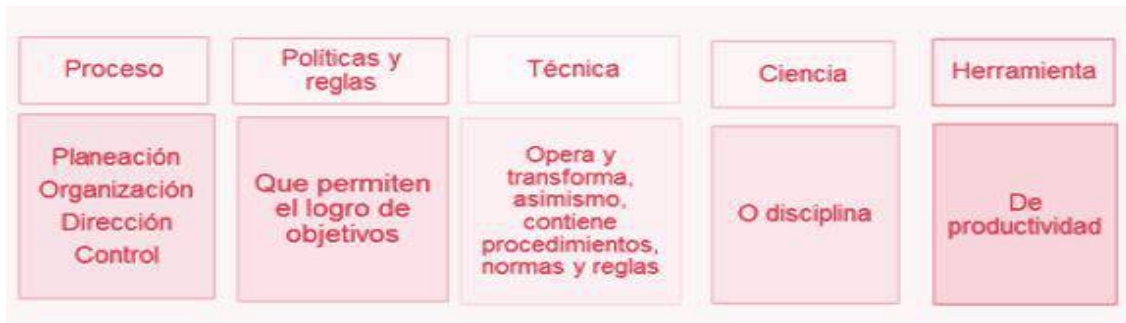 Proceso
Políticas y
reglas
Técnica
Ciencia
Herramienta
Planeación
Organización
Dirección
Control
Que permiten
el logro de
objetivos
Opera y
transforma,
asimismo,
contiene
procedimientos,
normas y reglas
O disciplina
De
productividad